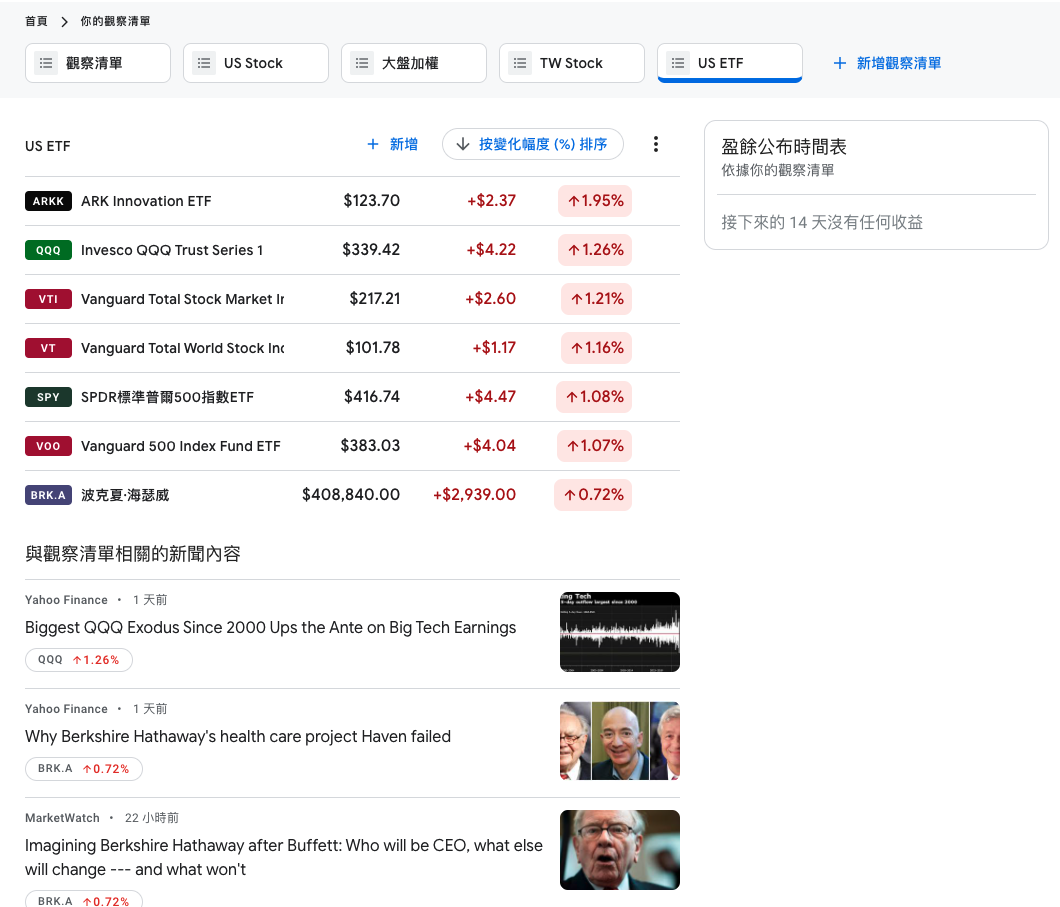 首頁 > 你的觀察清單
觀察清單 US Stock 大盤加權 TW Stock US ETF + 新增觀察清單
US ETF + 新增 ↓ 按變化幅度 (%) 排序
ARKK ARK Innovation ETF $123.70 +$2.37 ↑1.95%
QQQ Invesco QQQ Trust Series 1 $339.42 +$4.22 ↑1.26%
VTI Vanguard Total Stock Market Ir $217.21 +$2.60 ↑1.21%
VT Vanguard Total World Stock Inc $101.78 +$1.17 ↑1.16%
SPY SPDR標準普爾500指數ETF $416.74 +$4.47 ↑1.08%
VOO Vanguard 500 Index Fund ETF $383.03 +$4.04 ↑1.07%
BRK.A 波克夏·海瑟威 $408,840.00 +$2,939.00 ↑0.72%
盈餘公布時間表
依據你的觀察清單
接下來的 14 天沒有任何收益
與觀察清單相關的新聞內容
Yahoo Finance • 1 天前
Biggest QQQ Exodus Since 2000 Ups the Ante on Big Tech Earnings
QQQ ↑1.26%
ing Tech
Yahoo Finance • 1 天前
Why Berkshire Hathaway's health care project Haven failed
BRK.A ↑0.72%
MarketWatch • 22 小時前
Imagining Berkshire Hathaway after Buffett: Who will be CEO, what else
will change --- and what won't
BRK.A ↑0.72%